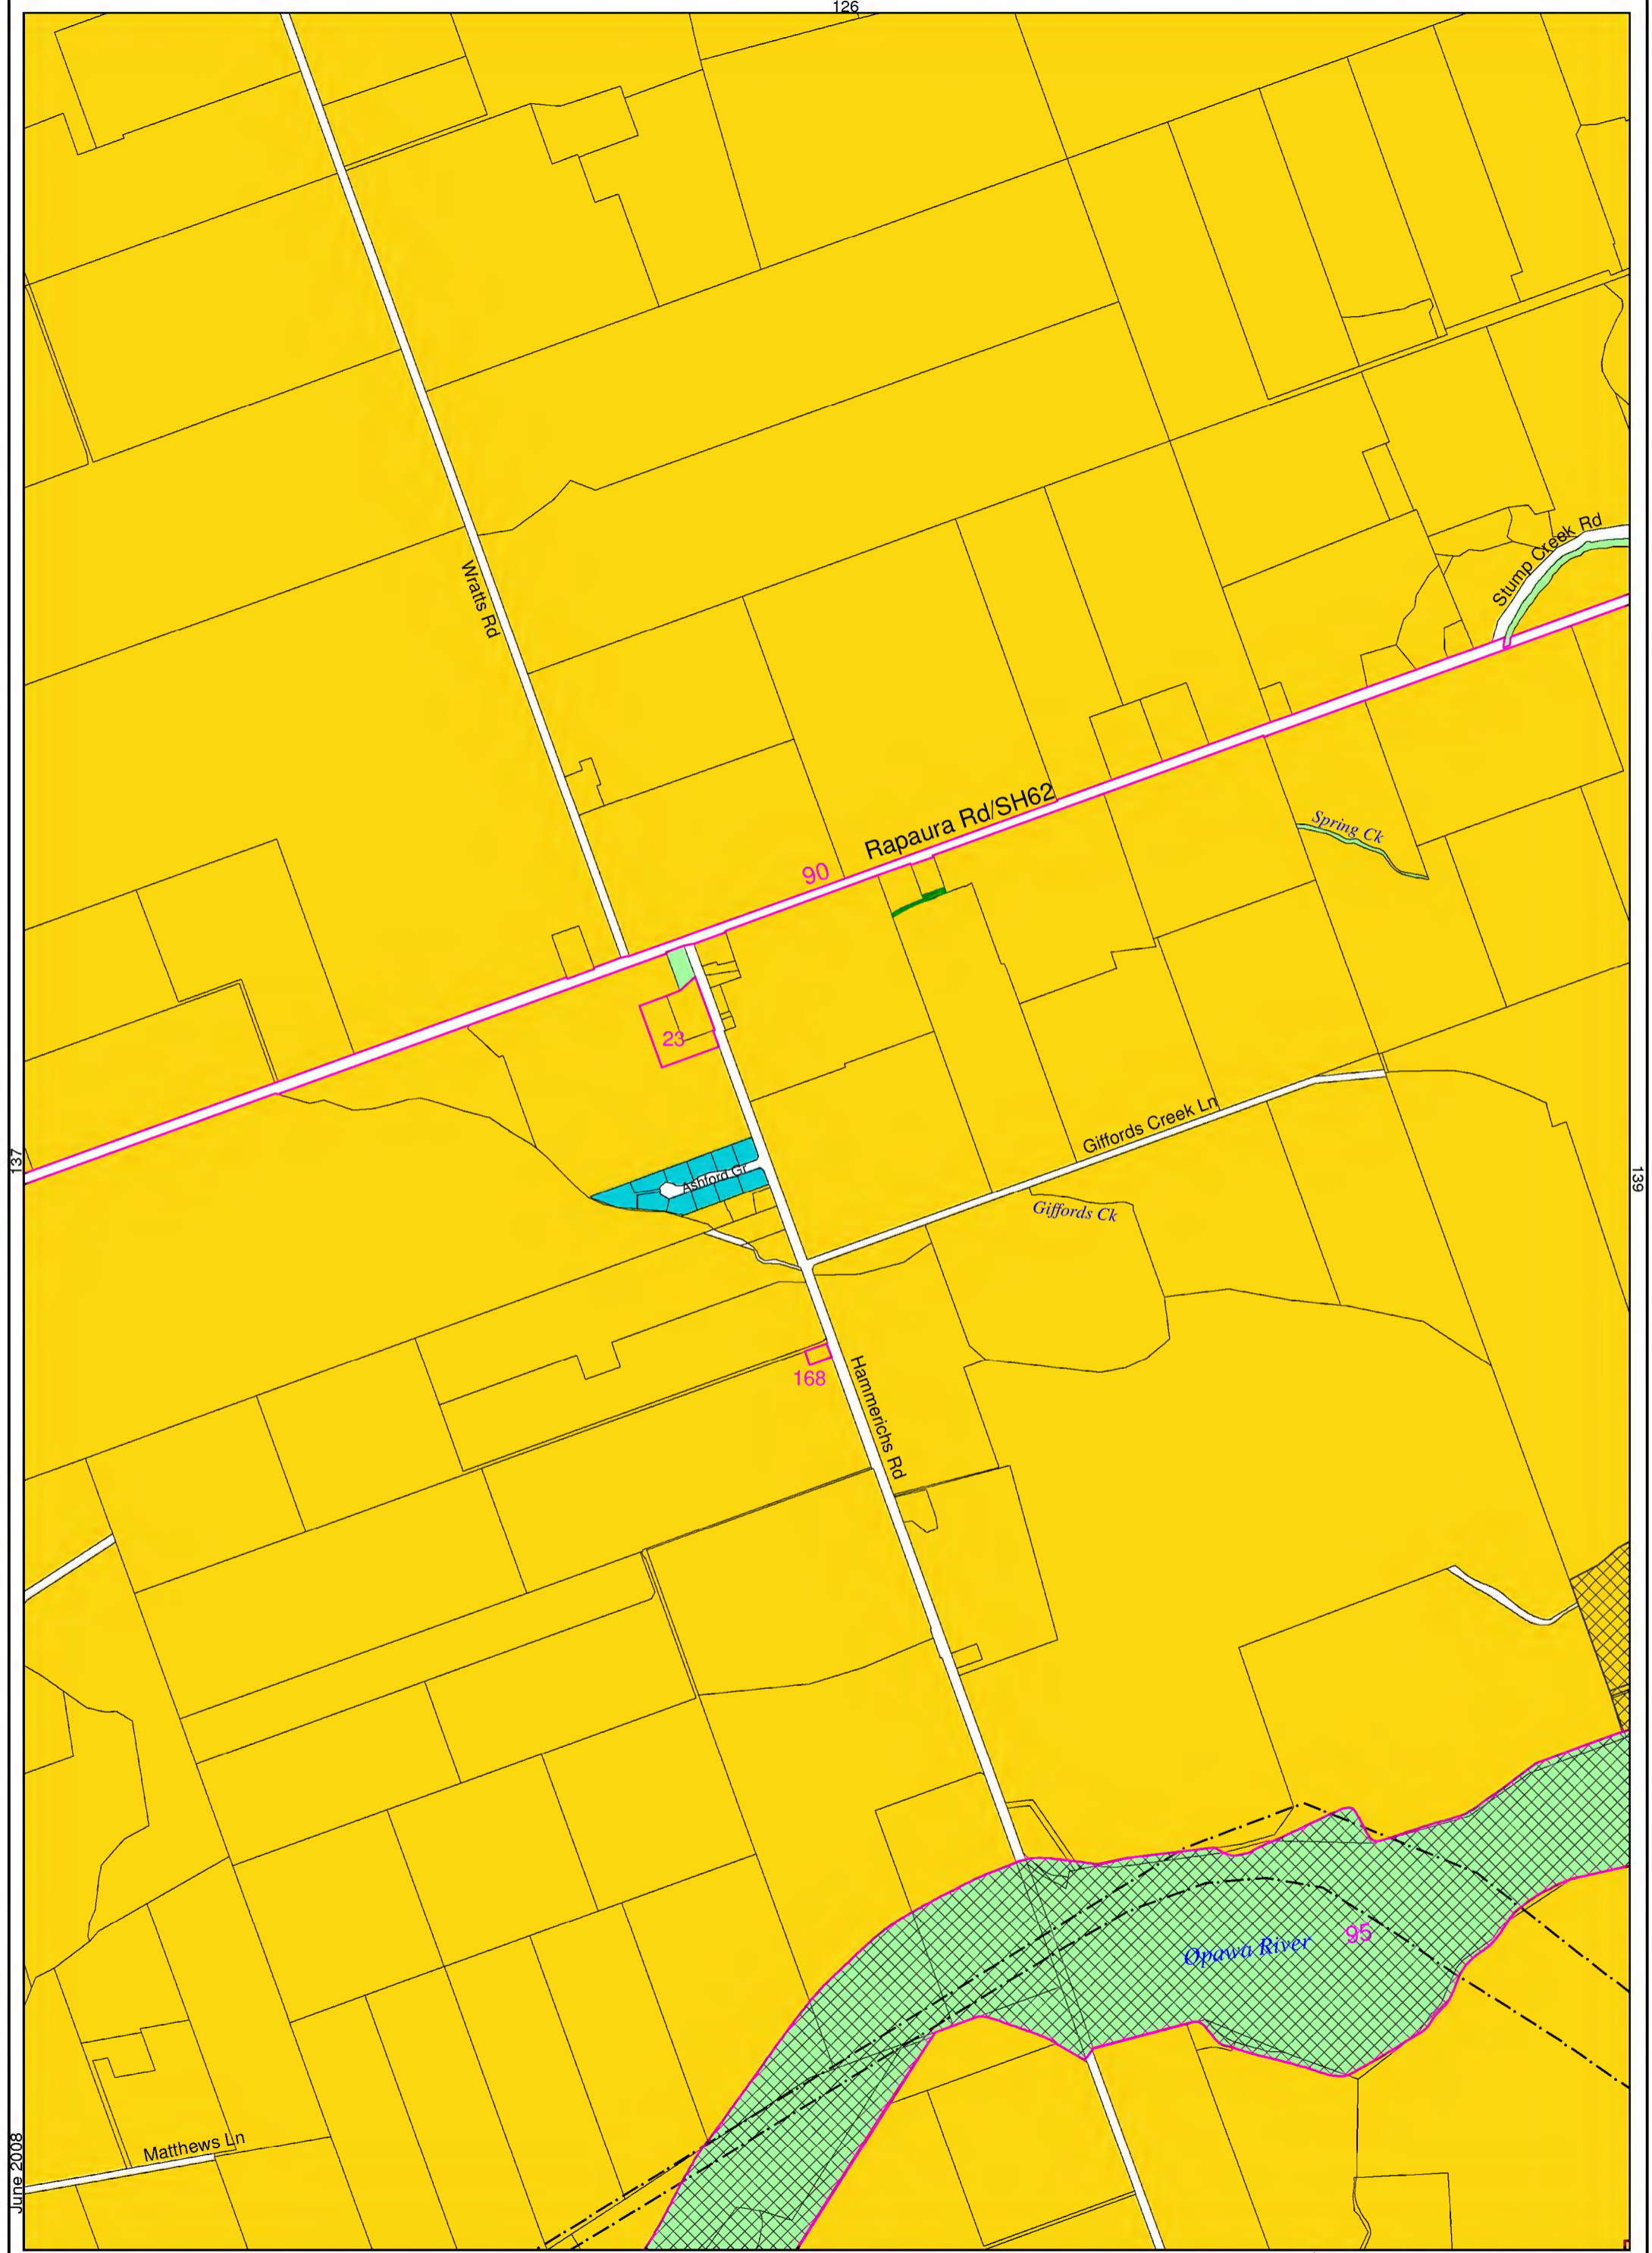 126
Stump Creek Rd
Wratts Rd
Rapaura Rd/SH62
Spring Ck
90
23
Giffords Creek Ln
137
139
Ashford Gr
Giffords Ck
168
Hammerichs Rd
95
Opawa River
Matthews Ln
June 2008